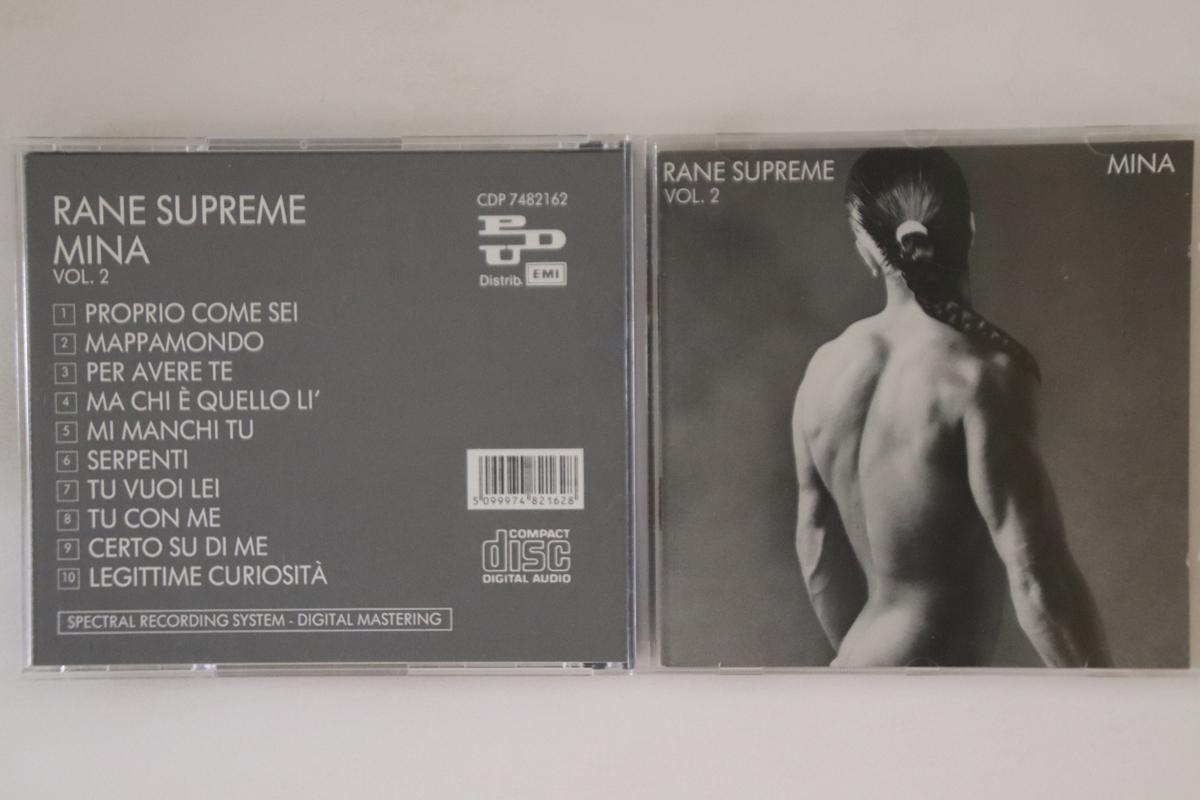 RANE SUPREME
MINA
VOL. 2
1 PROPRIO COME SEI
2 MAPPAMONDO
3 PER AVERE TE
4 MA CHI È QUELLO LI'
5 MI MANCHI TU
6 SERPENTI
7 TU VUOI LEI
8 TU CON ME
9 CERTO SU DI ME
10 LEGITTIME CURIOSITÀ
SPECTRAL RECORDING SYSTEM - DIGITAL MASTERING
CDP 7482162
PDU
Distrib. EMI
5 099974 821628
COMPACT
disc
DIGITAL AUDIO
RANE SUPREME
VOL. 2
MINA